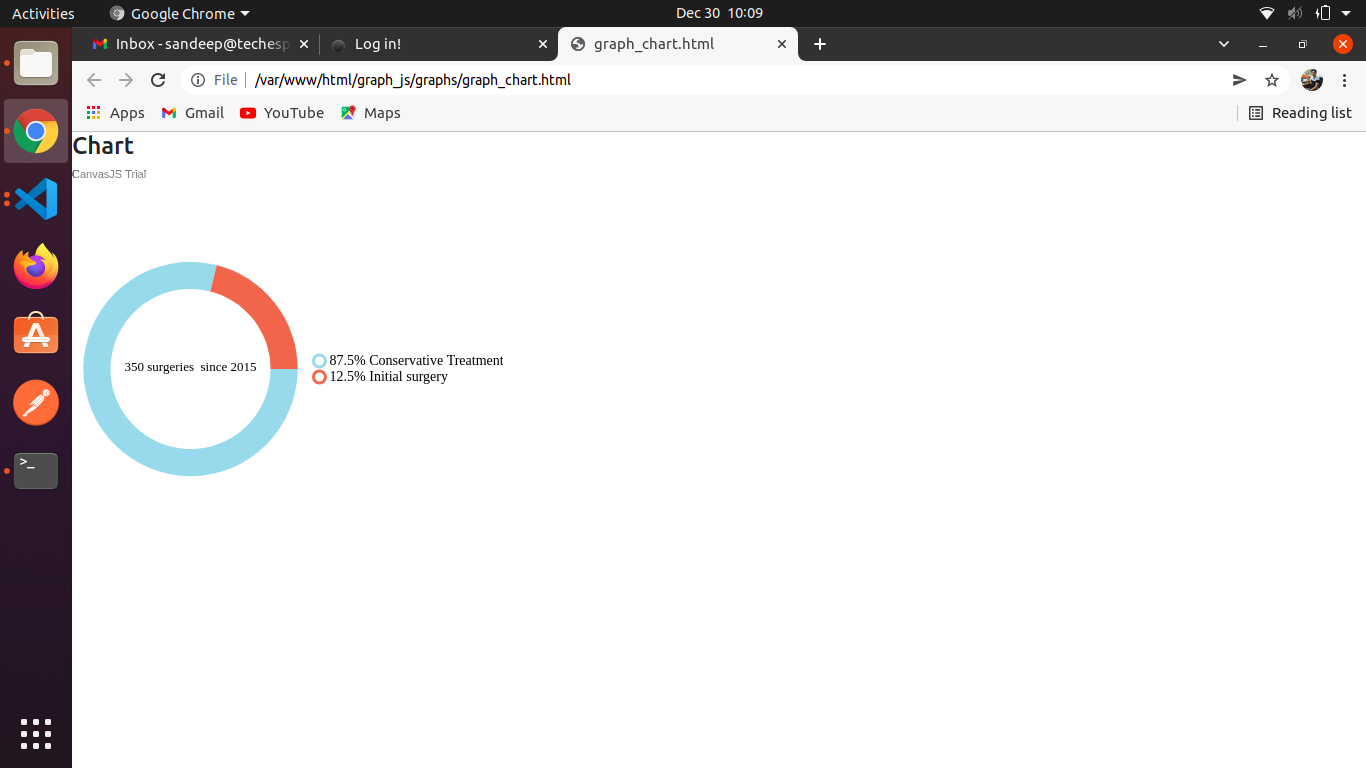 Activities
Google Chrome
Dec 30 10:09
Inbox - sandeep@techesp
Log in!
graph_chart.html
File
/var/www/html/graph_js/graphs/graph_chart.html
Apps
Gmail
YouTube
Maps
Reading list
Chart
CanvasJS Trial
350 surgeries since 2015
87.5% Conservative Treatment
12.5% Initial surgery
>_